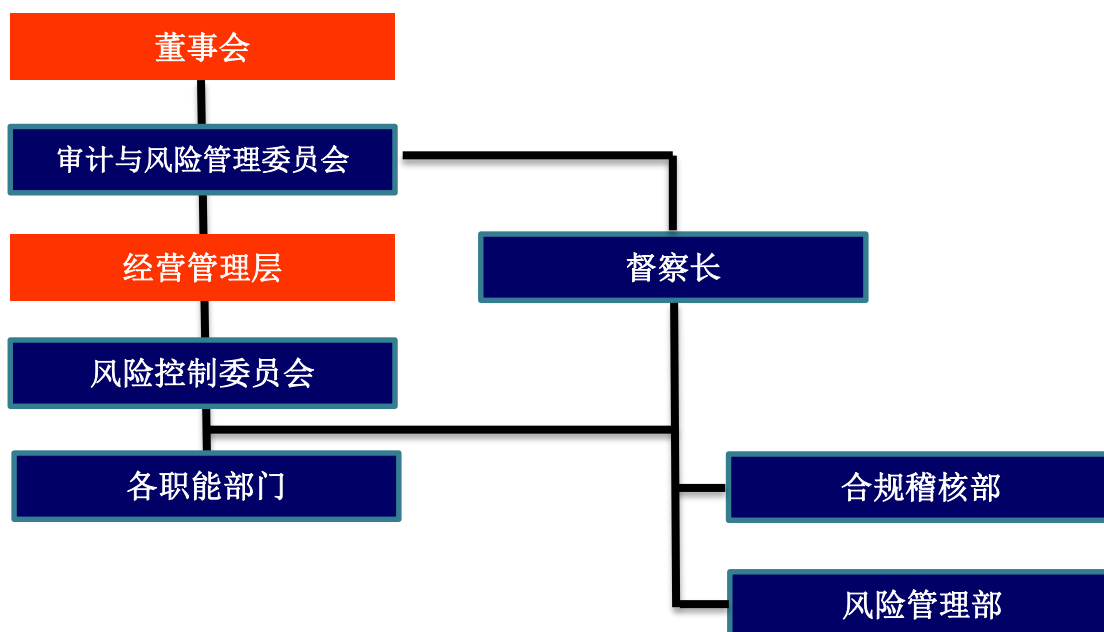 董事会
审计与风险管理委员会
经营管理层
督察长
风险控制委员会
各职能部门
合规稽核部
风险管理部